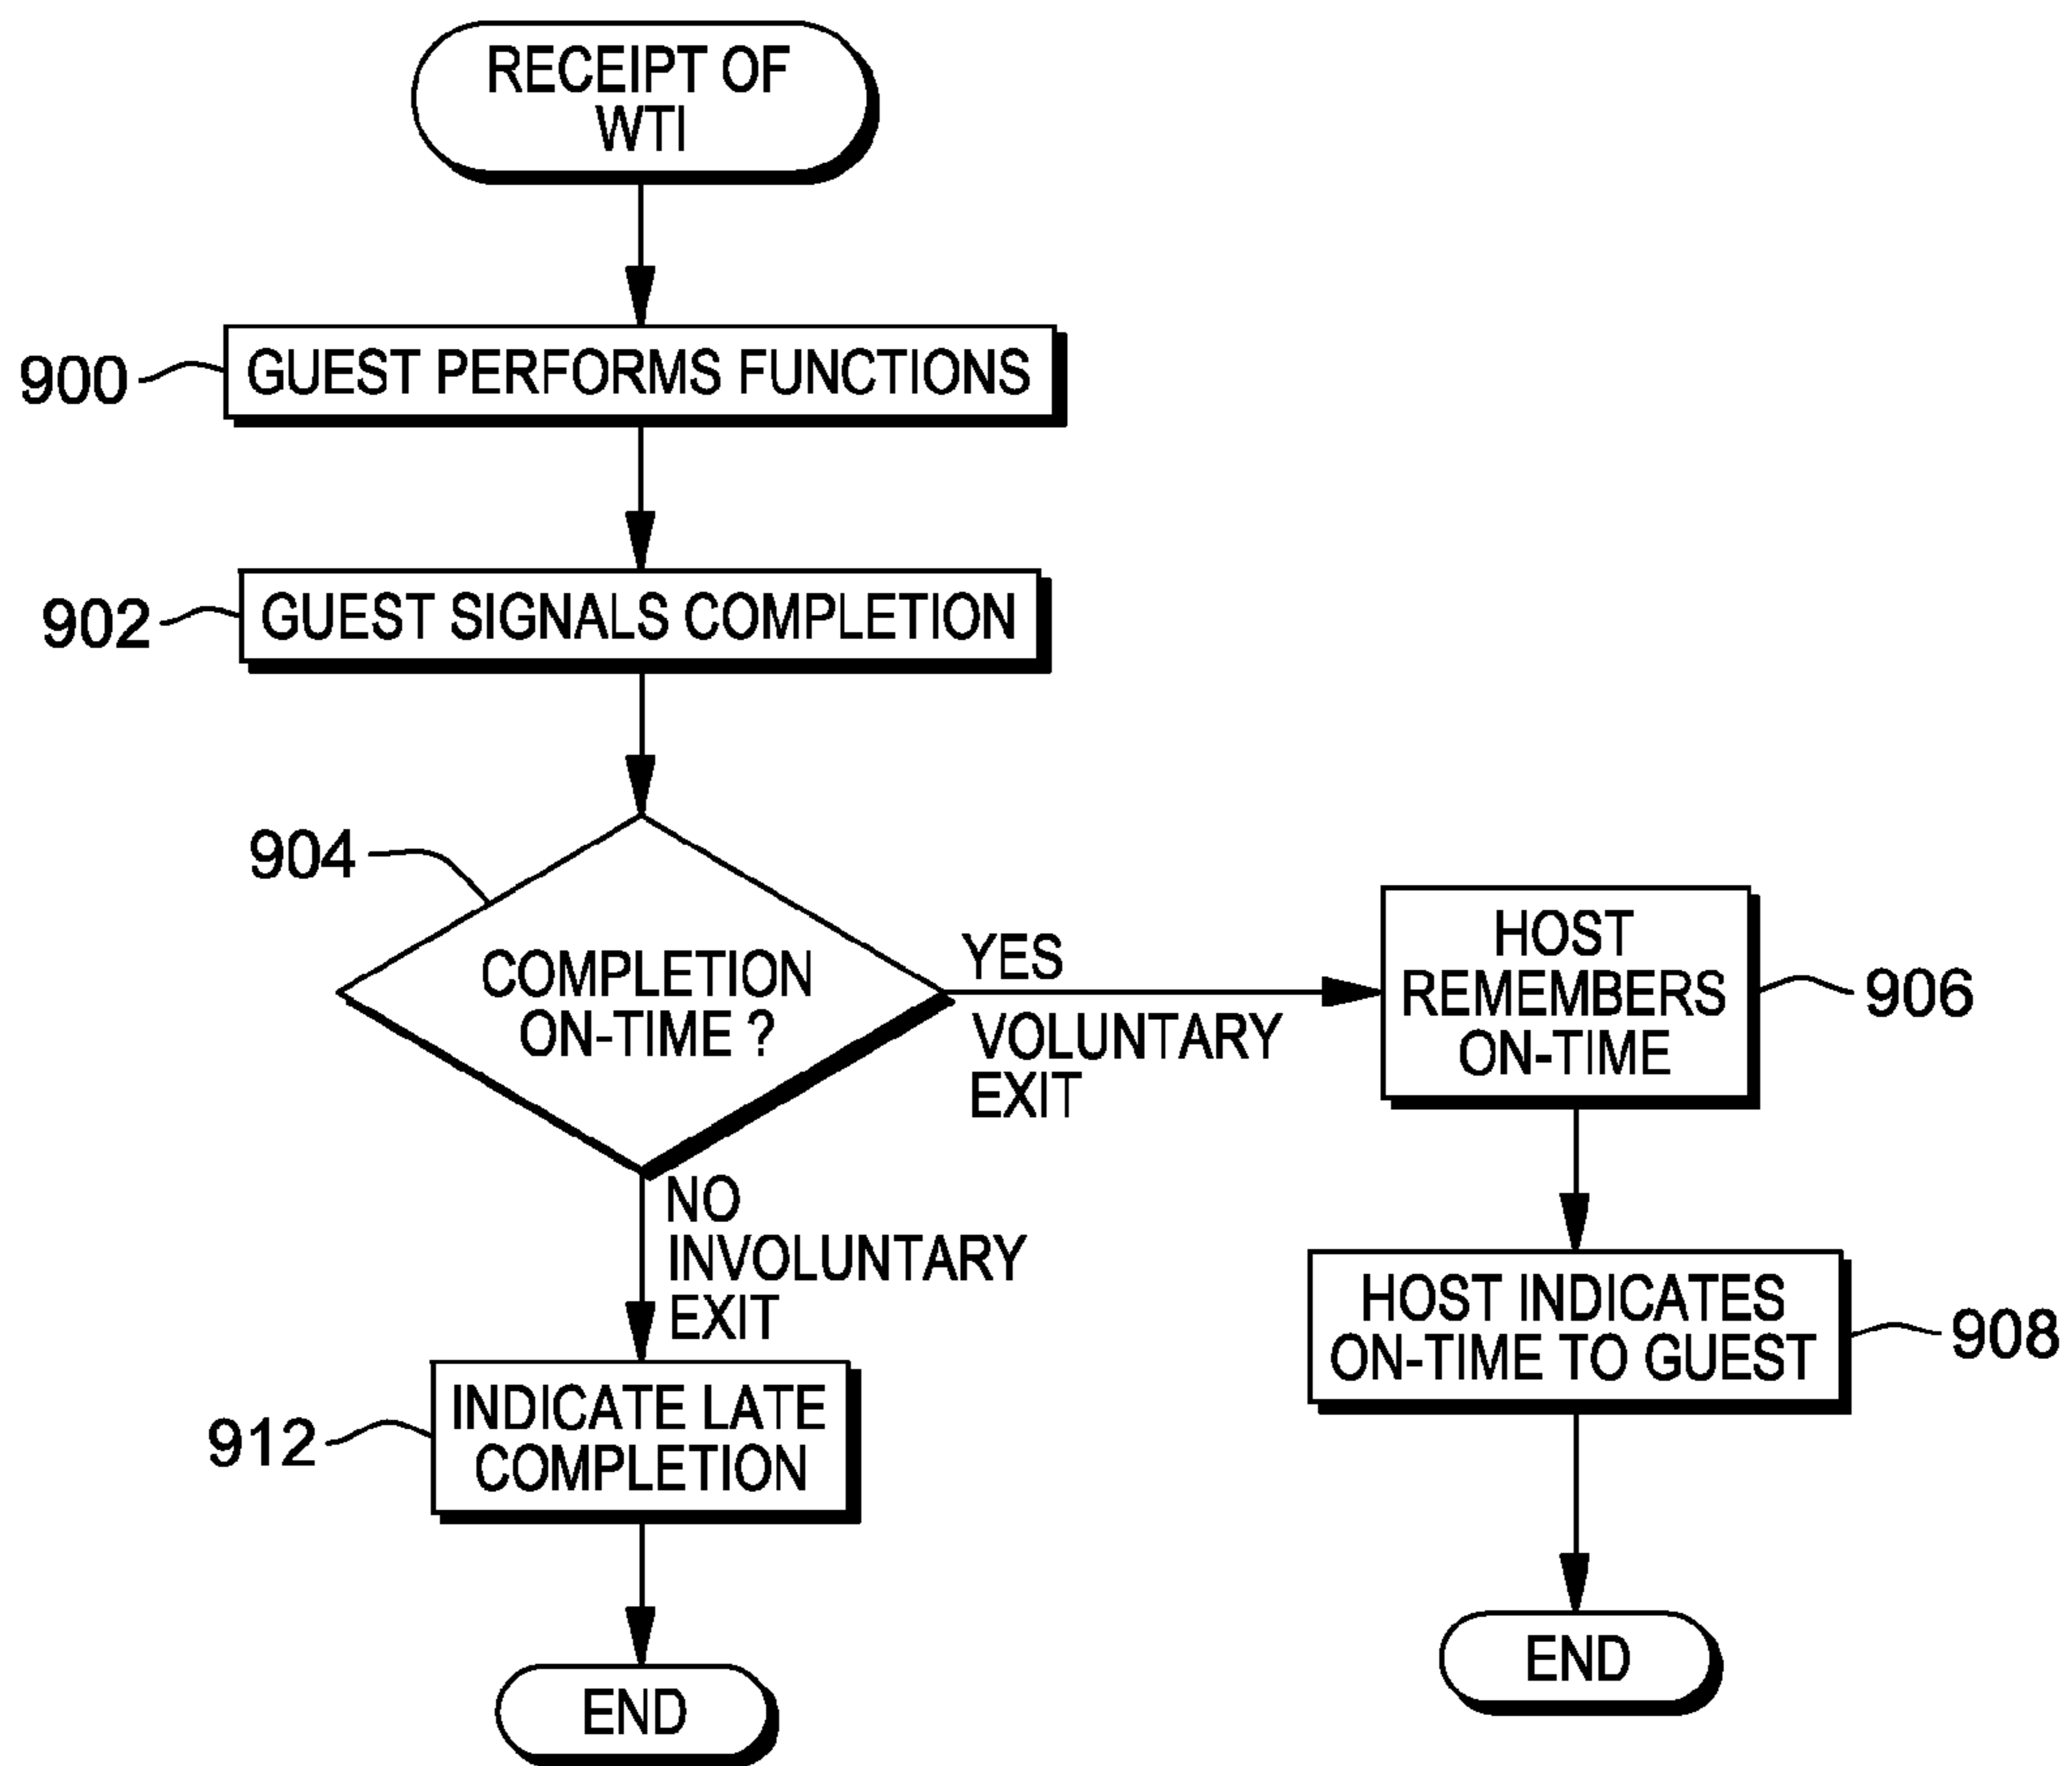 RECEIPT OF
WTI
900
GUEST PERFORMS FUNCTIONS
902
GUEST SIGNALS COMPLETION
904
COMPLETION
ON-TIME ?
YES
VOLUNTARY
EXIT
HOST
REMEMBERS
ON-TIME
906
NO
INVOLUNTARY
EXIT
HOST INDICATES
ON-TIME TO GUEST
908
912
INDICATE LATE
COMPLETION
END
END